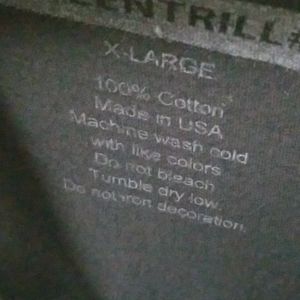 X-LARGE
100% Cotton
Made in USA
Machine wash cold
with like colors
Do not bleach
Tumble dry low.
Do not iron decoration.